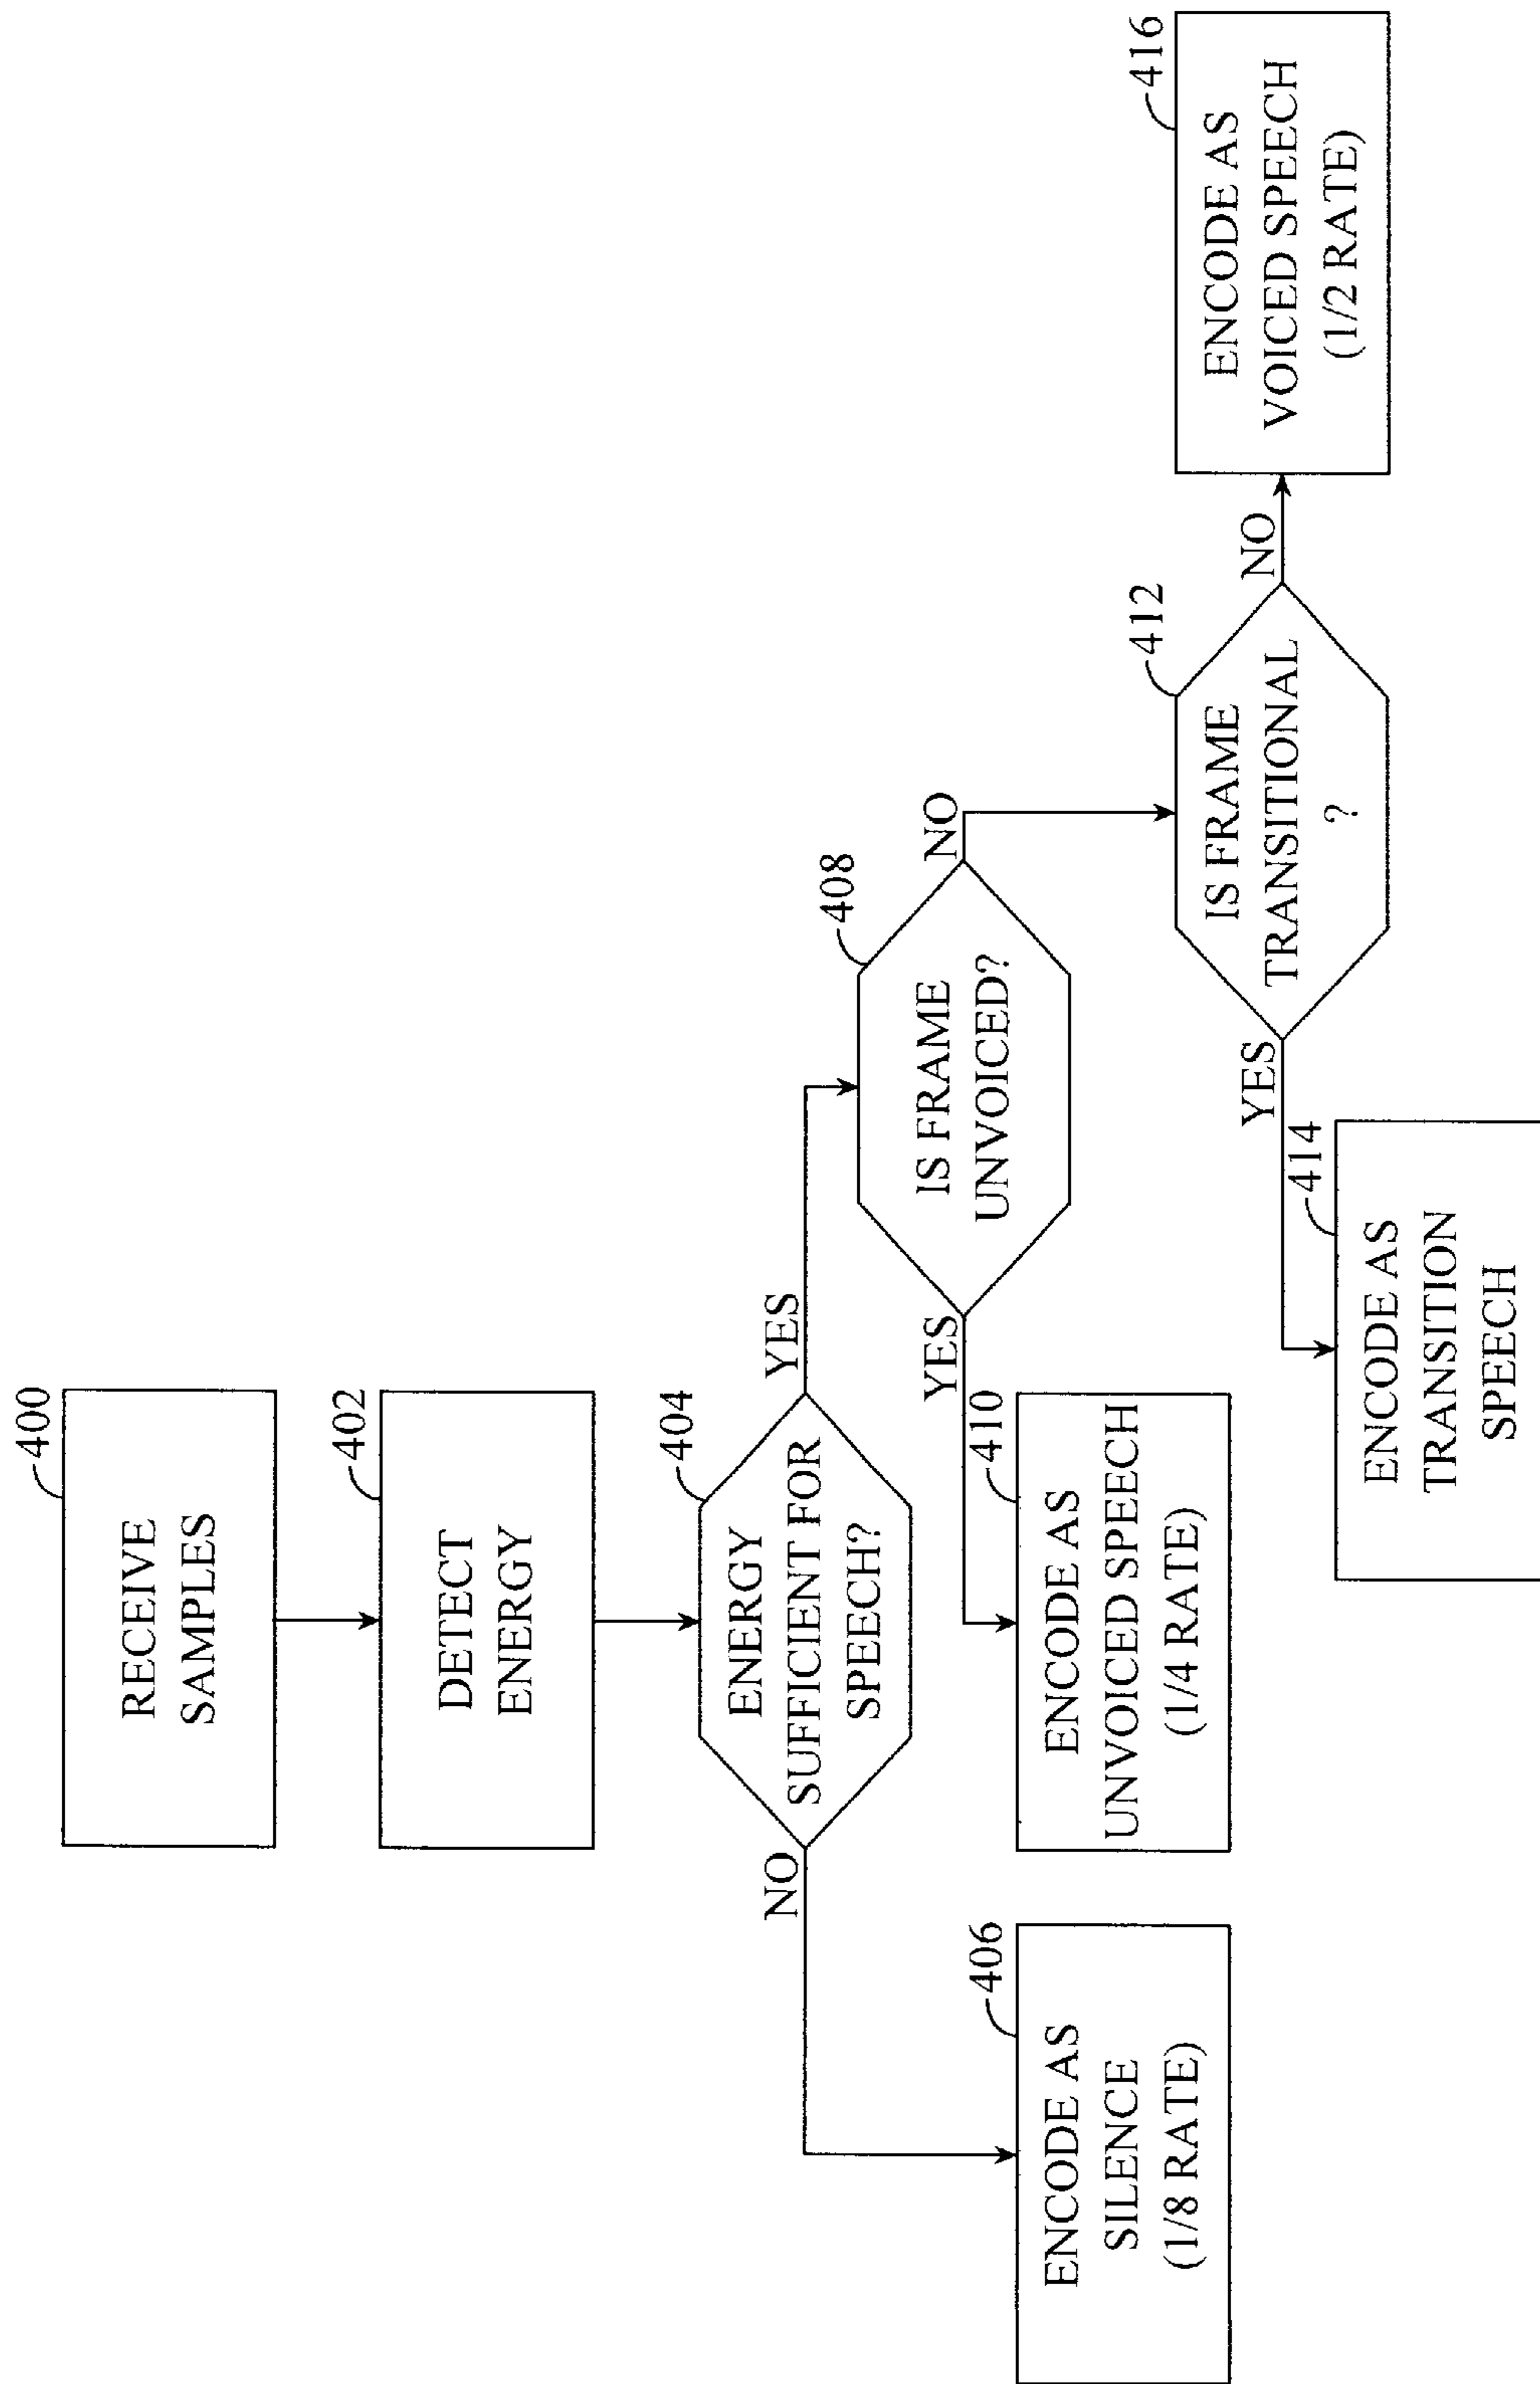 400
RECEIVE
SAMPLES
402
DETECT
ENERGY
404
ENERGY
SUFFICIENT FOR
SPEECH?
NO
YES
406
ENCODE AS
SILENCE
(1/8 RATE)
408
IS FRAME
UNVOICED?
YES
NO
410
ENCODE AS
UNVOICED SPEECH
(1/4 RATE)
412
IS FRAME
TRANSITIONAL
?
YES
NO
414
ENCODE AS
TRANSITION
SPEECH
416
ENCODE AS
VOICED SPEECH
(1/2 RATE)